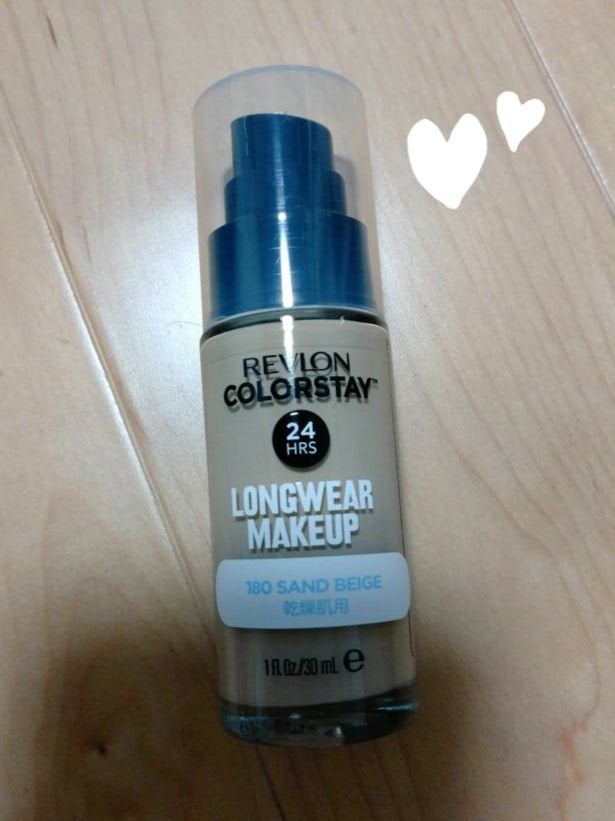 REVLON
COLORSTAY™
24
HRS
LONGWEAR
MAKEUP
180 SAND BEIGE
乾燥肌用
1 Fl. Oz./30 mL ℮